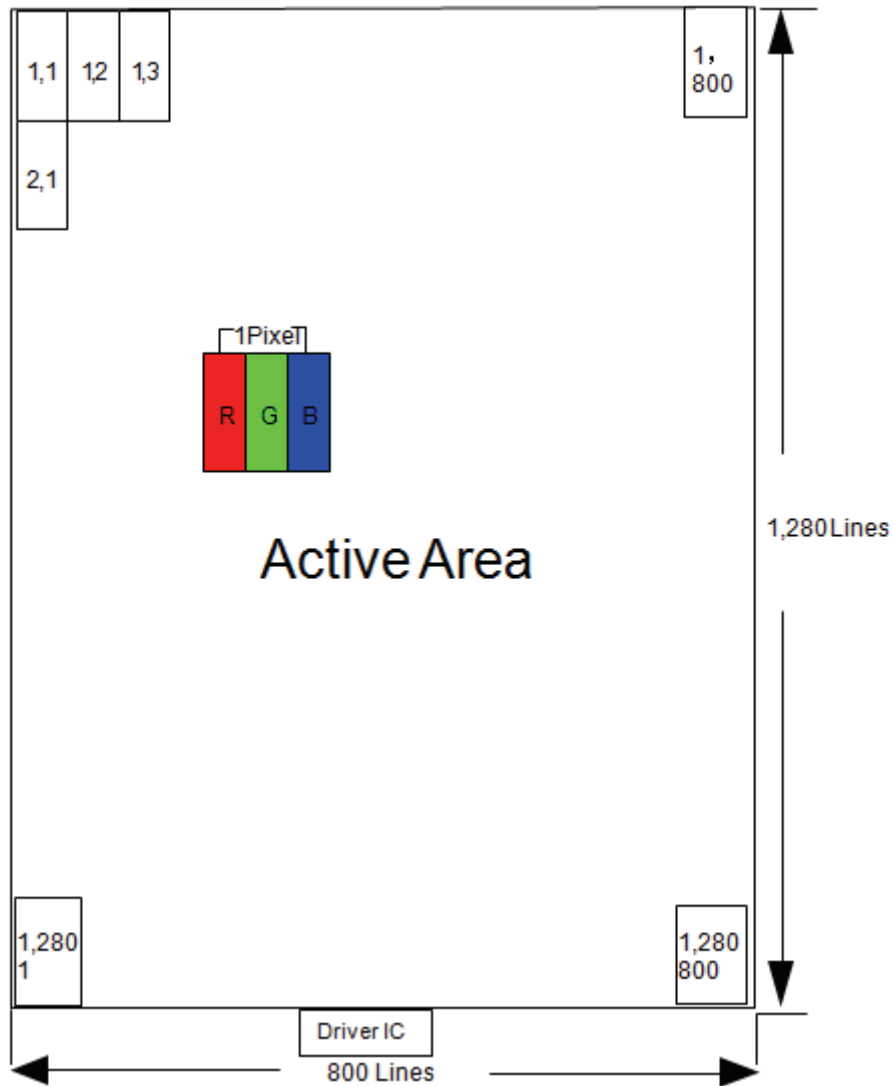 1,1
1,2
1,3
1,
800
2,1
1Pixel
R
G
B
1,280 Lines
Active Area
1,280
1
1,280
800
Driver IC
800 Lines